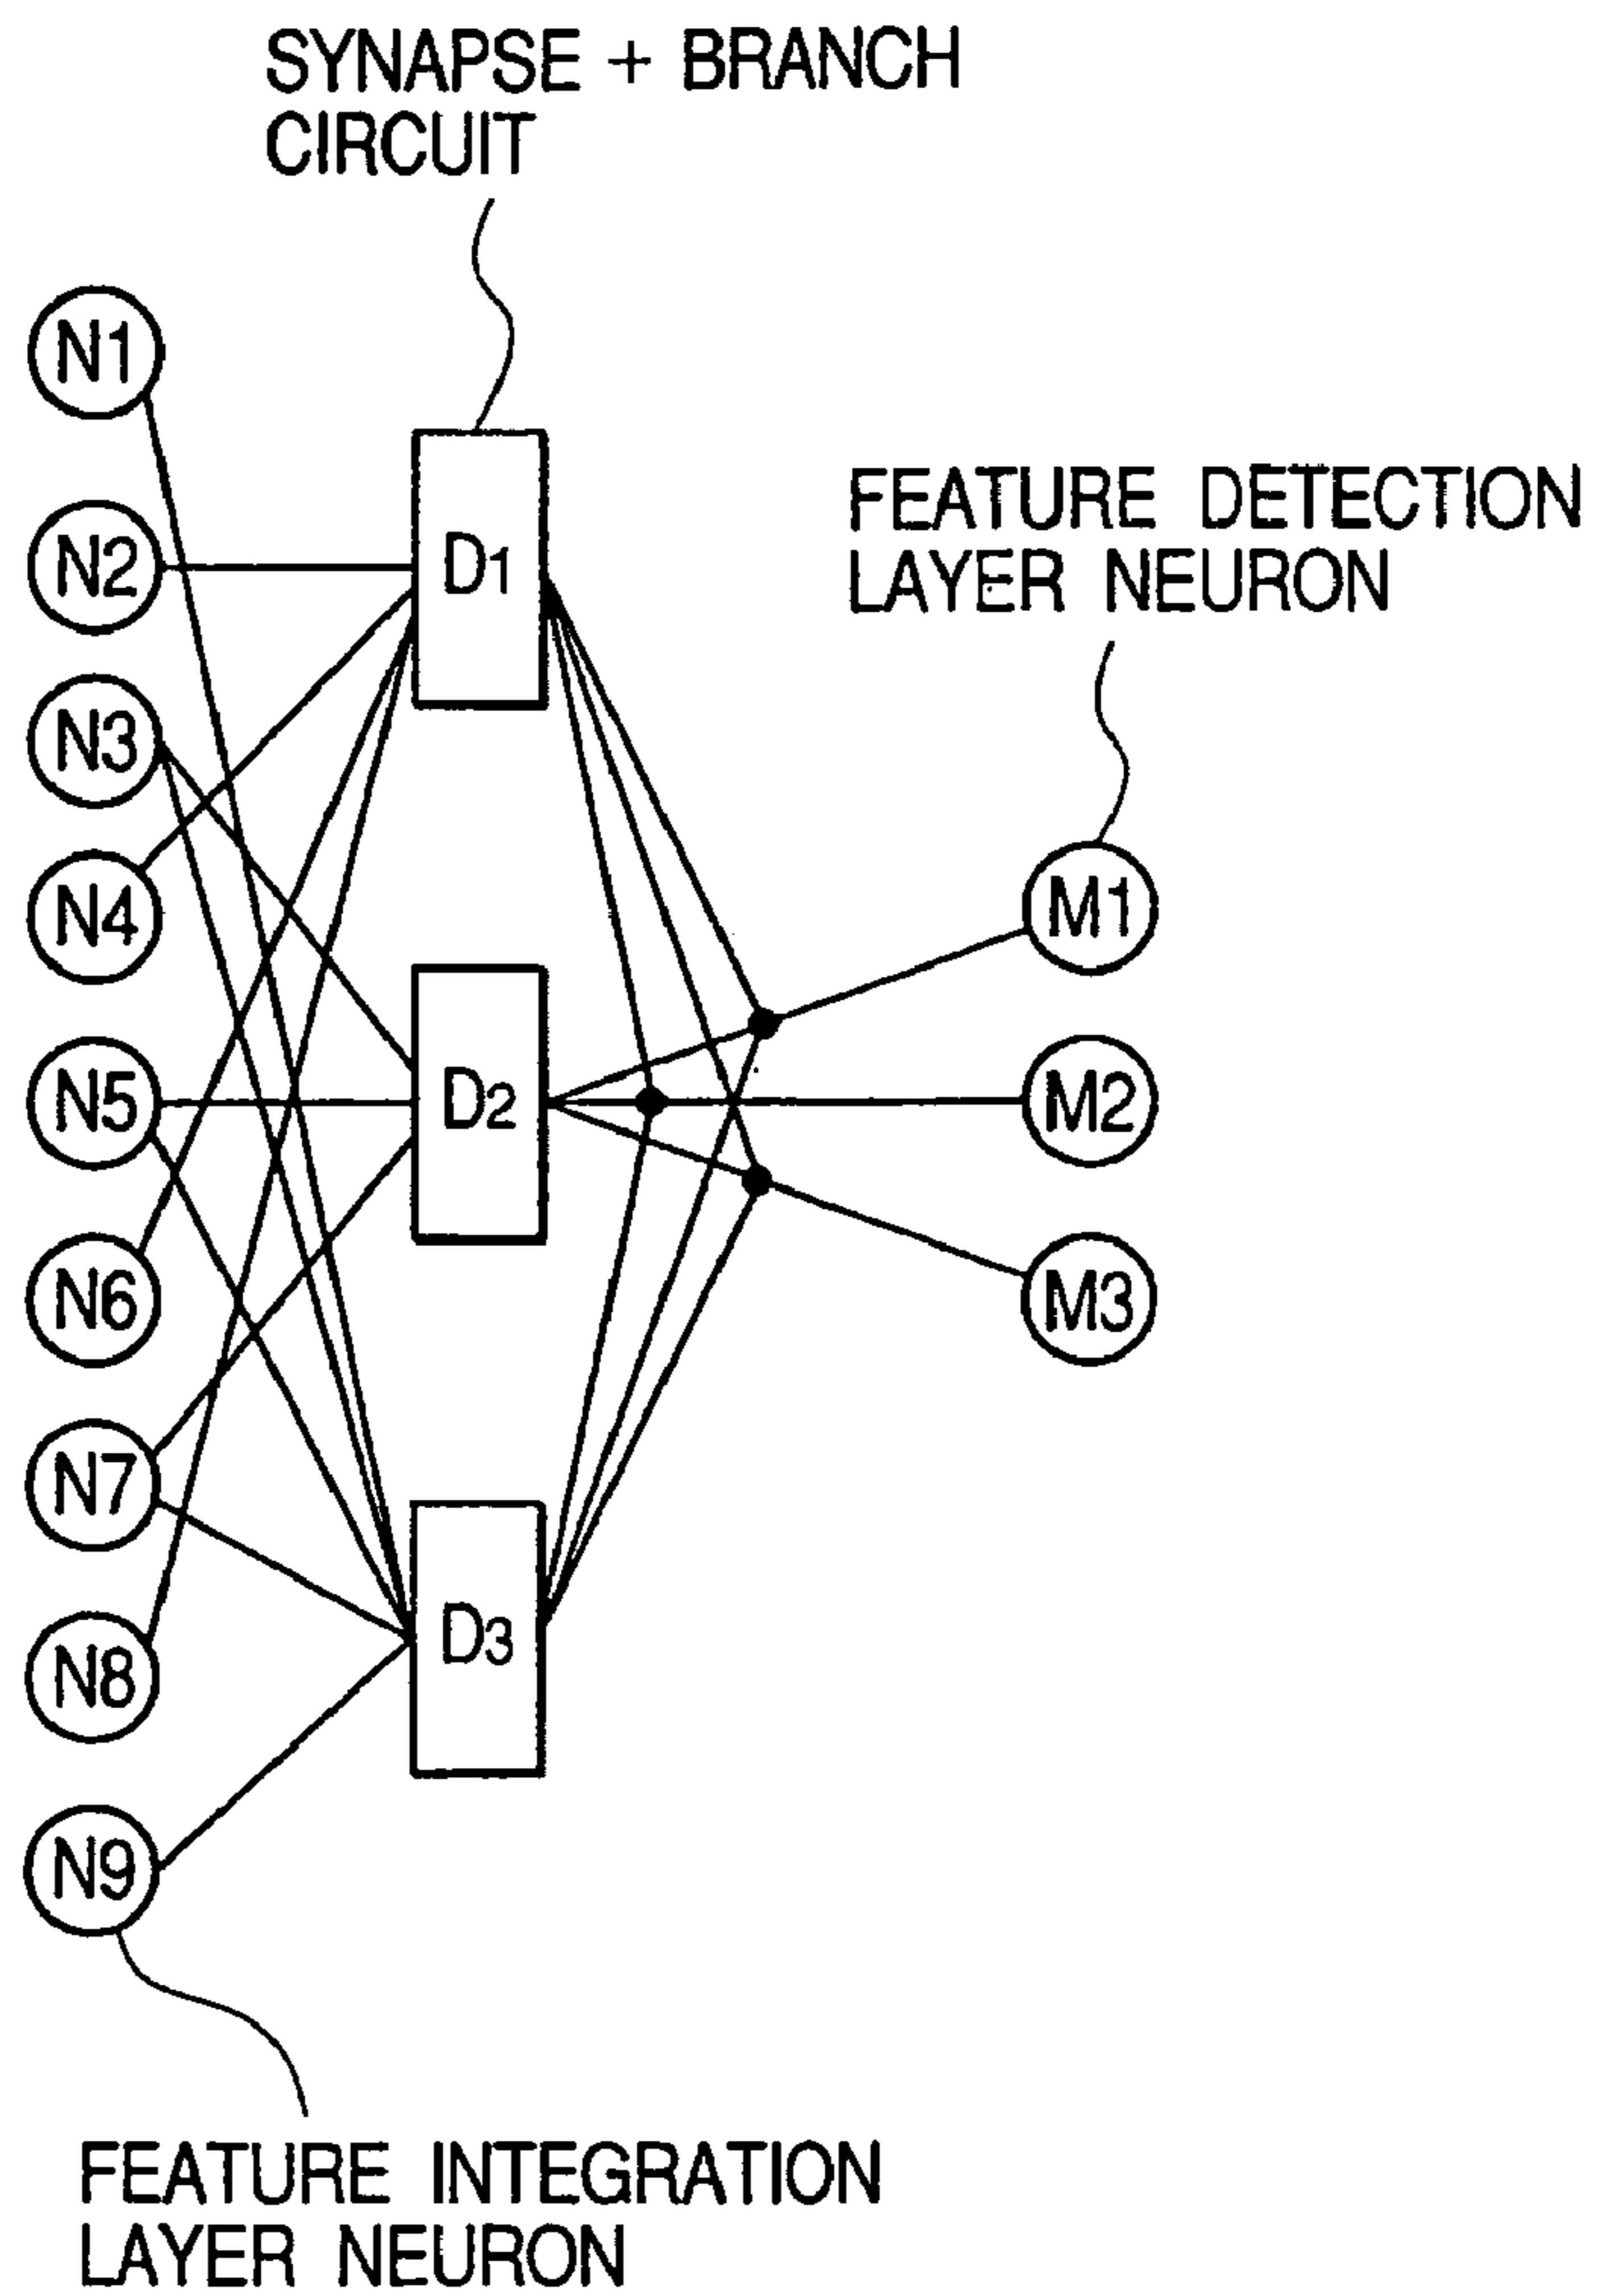 SYNAPSE + BRANCH
CIRCUIT
N1
N2
D1
FEATURE DETECTION
LAYER NEURON
N3
N4
M1
N5
D2
M2
N6
M3
N7
D3
N8
N9
FEATURE INTEGRATION
LAYER NEURON